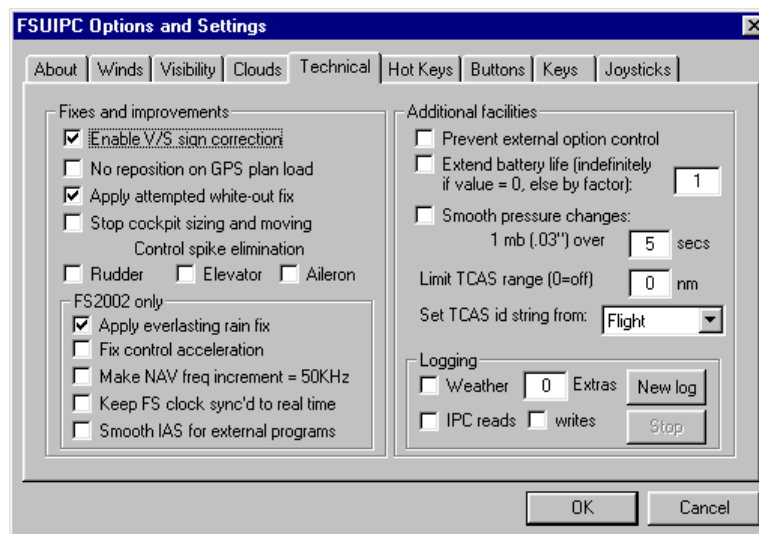 FSUIPC Options and Settings
About Winds Visibility Clouds Technical Hot Keys Buttons Keys Joysticks
Fixes and improvements
Enable V/S sign correction
No reposition on GPS plan load
Apply attempted white-out fix
Stop cockpit sizing and moving
Control spike elimination
Rudder Elevator Aileron
FS2002 only
Apply everlasting rain fix
Fix control acceleration
Make NAV freq increment = 50KHz
Keep FS clock sync'd to real time
Smooth IAS for external programs
Additional facilities
Prevent external option control
Extend battery life (indefinitely
if value = 0, else by factor): 1
Smooth pressure changes:
1 mb (.03") over 5 secs
Limit TCAS range (0=off) 0 nm
Set TCAS id string from: Flight
Logging
Weather 0 Extras New log
IPC reads writes Stop
OK Cancel